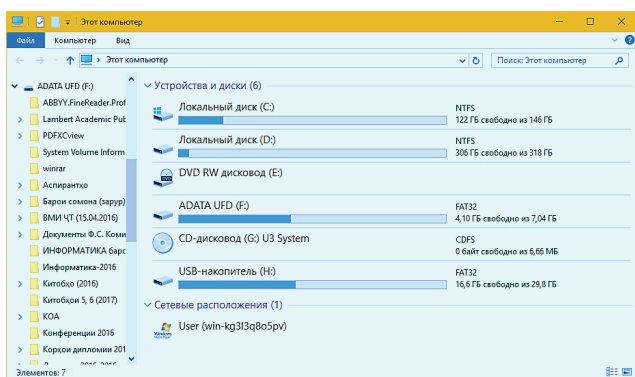 Этот компьютер
Файл Компьютер Вид
Этот компьютер
Поиск: Этот компьютер
ADATA UFD (F:)
ABBYY.FineReader.Prof
Lambert Academic Pub
PDFXCview
System Volume Inform
winrar
Аспирантҳо
Барои сомона (зарур)
ВМИ ҶТ (15.04.2016)
Документы Ф.С. Коми
ИНФОРМАТИКА барс
Информатика-2016
Китобҳо (2016)
Китобҳои 5, 6 (2017)
КОА
Конференции 2016
Корҳои дипломии 201
Элементов: 7
Устройства и диски (6)
Локальный диск (C:)
NTFS
122 ГБ свободно из 146 ГБ
Локальный диск (D:)
NTFS
306 ГБ свободно из 318 ГБ
DVD RW дисковод (E:)
ADATA UFD (F:)
FAT32
4,10 ГБ свободно из 7,04 ГБ
CD-дисковод (G:) U3 System
CDFS
0 байт свободно из 6,66 МБ
USB-накопитель (H:)
FAT32
16,6 ГБ свободно из 29,8 ГБ
Сетевые расположения (1)
User (win-kg3l3q8o5pv)